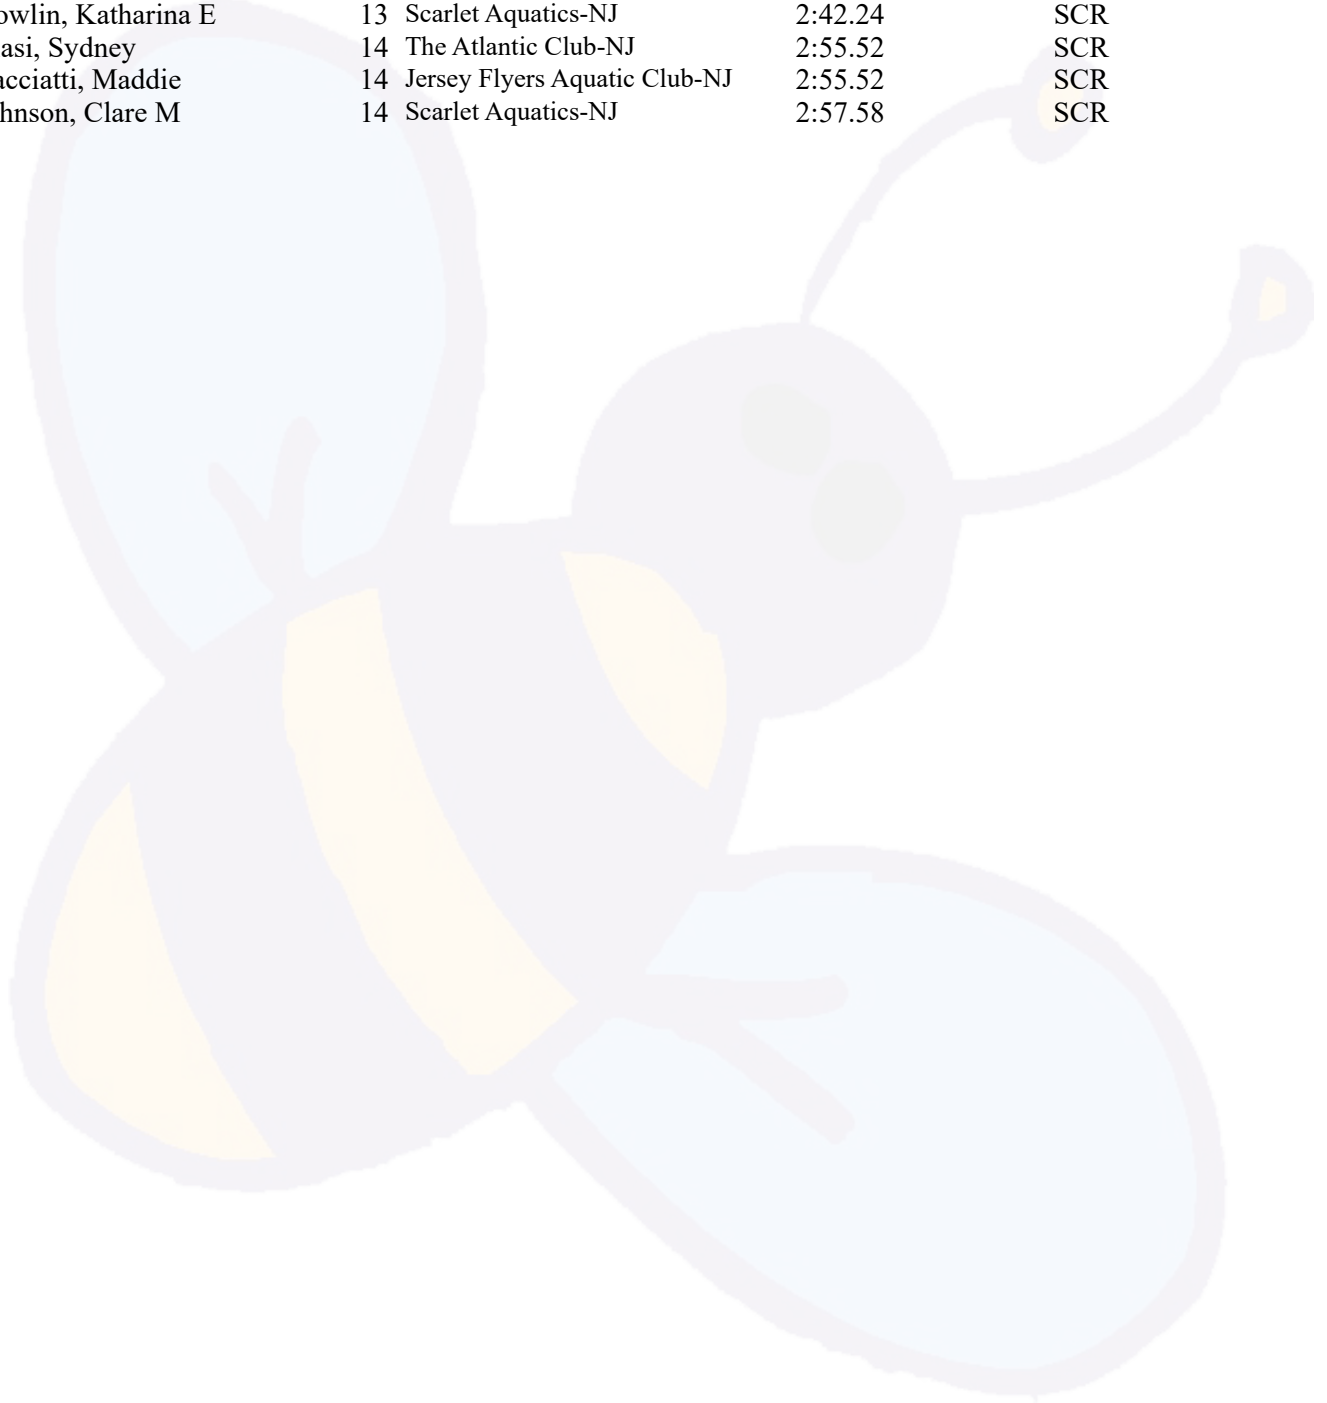 owlin, Katharina E 13 Scarlet Aquatics-NJ 2:42.24 SCR
asi, Sydney 14 The Atlantic Club-NJ 2:55.52 SCR
acciatti, Maddie 14 Jersey Flyers Aquatic Club-NJ 2:55.52 SCR
hnson, Clare M 14 Scarlet Aquatics-NJ 2:57.58 SCR